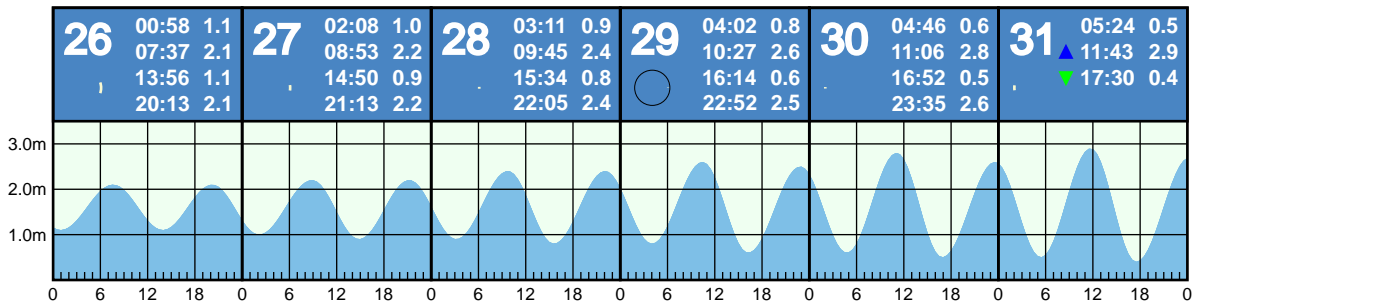 26 00:58 1.1 27 02:08 1.0 28 03:11 0.9 29 04:02 0.8 30 04:46 0.6 31 05:24 0.5
07:37 2.1 08:53 2.2 09:45 2.4 10:27 2.6 11:06 2.8 11:43 2.9
13:56 1.1 14:50 0.9 15:34 0.8 16:14 0.6 16:52 0.5 17:30 0.4
20:13 2.1 21:13 2.2 22:05 2.4 22:52 2.5 23:35 2.6
3.0m
2.0m
1.0m
0 6 12 18 0 6 12 18 0 6 12 18 0 6 12 18 0 6 12 18 0 6 12 18 0